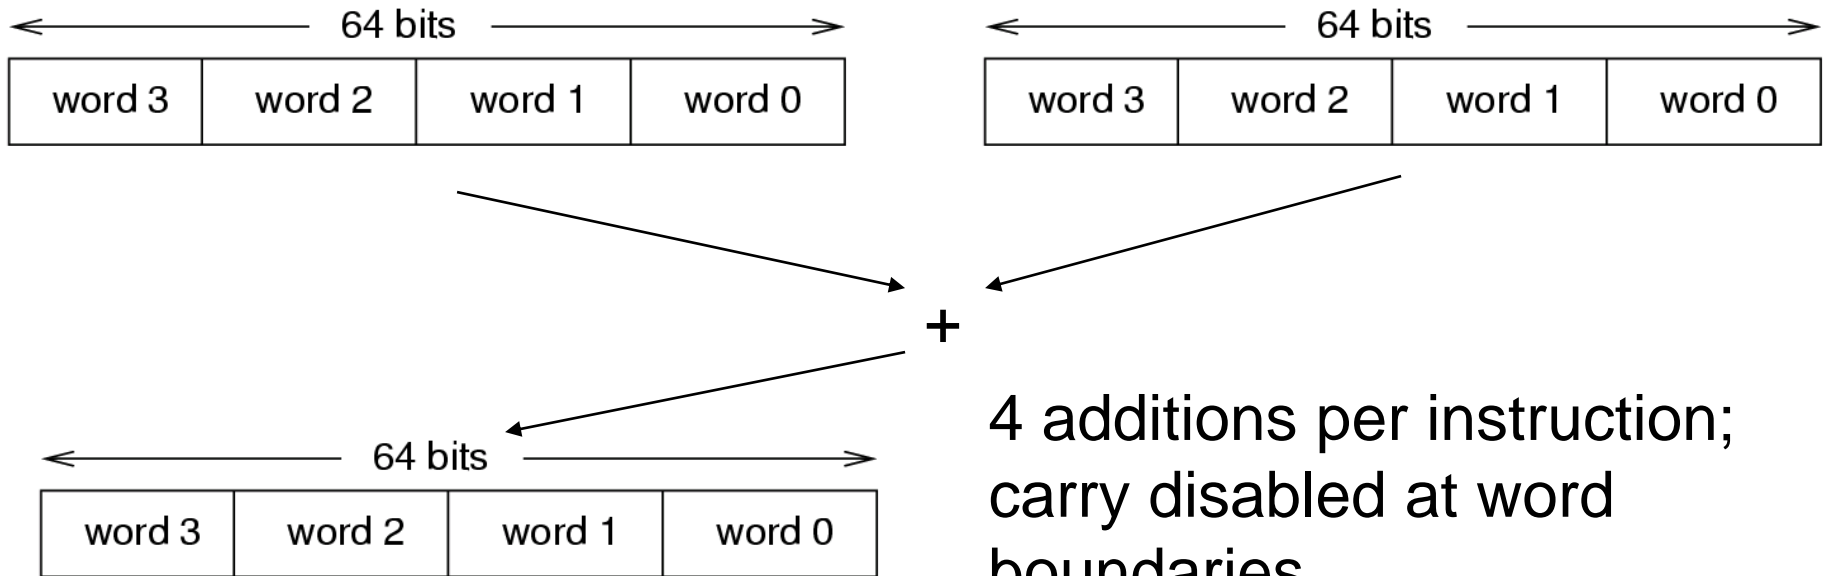 64 bits 64 bits
word 3 word 2 word 1 word 0 word 3 word 2 word 1 word 0
+
4 additions per instruction;
carry disabled at word
boundaries
64 bits
word 3 word 2 word 1 word 0